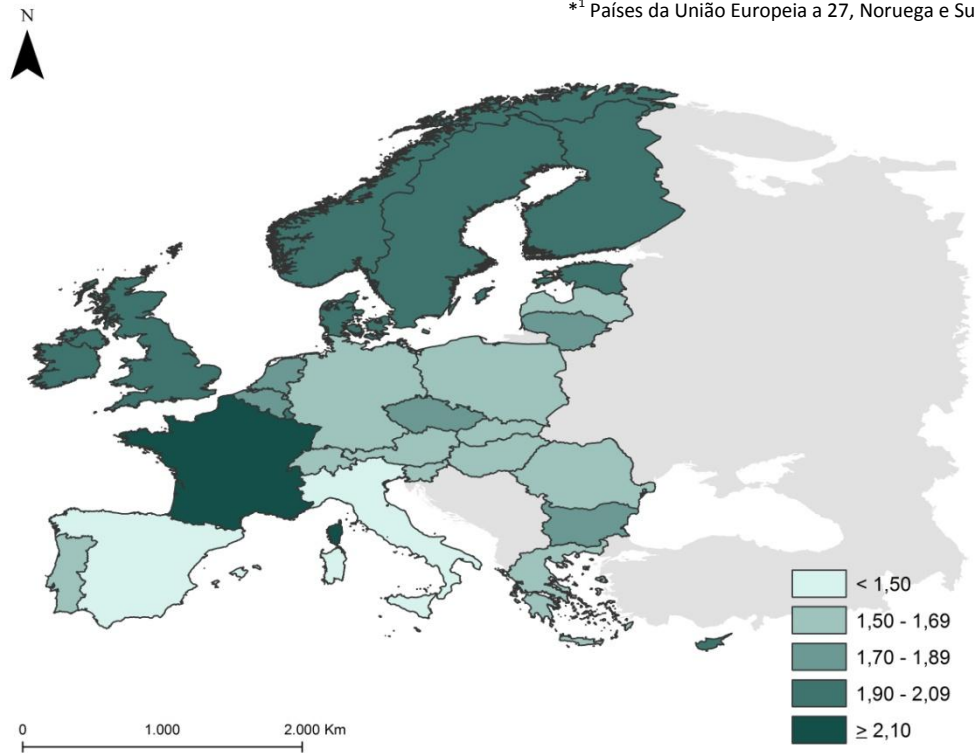 *¹ Países da União Europeia a 27, Noruega e
N
< 1,50
1,50 - 1,69
1,70 - 1,89
1,90 - 2,09
≥ 2,10
0 1.000 2.000 Km